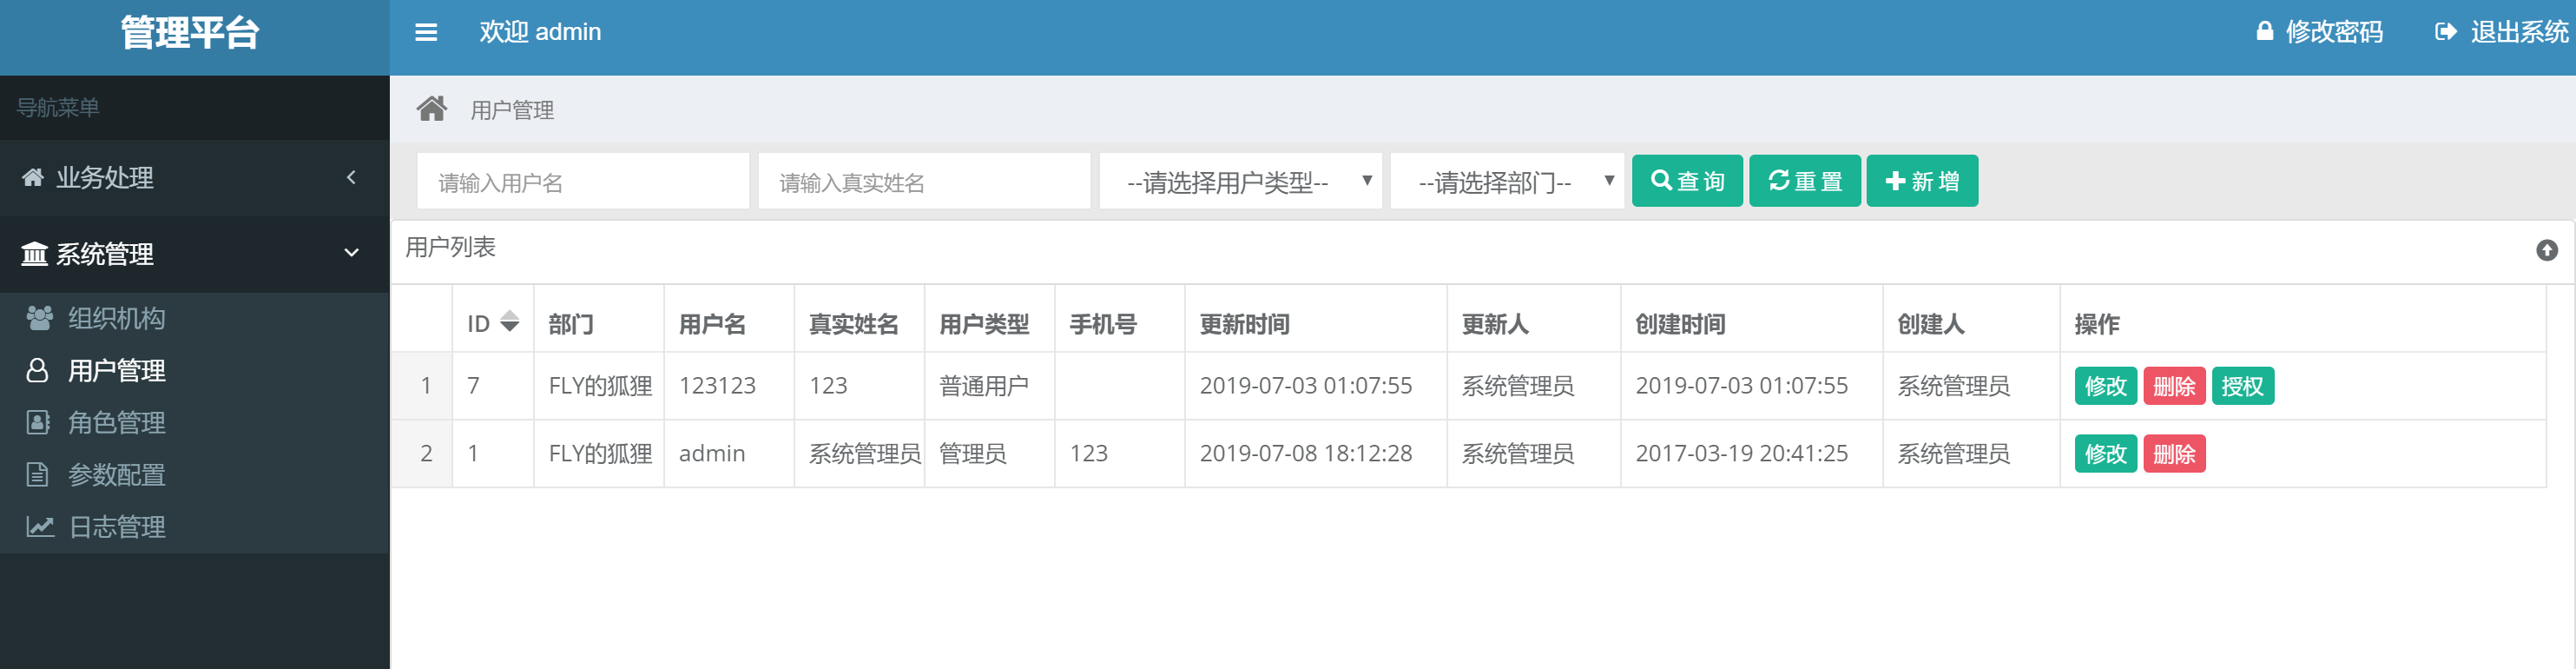 管理平台
欢迎 admin
修改密码
退出系统
导航菜单
业务处理
系统管理
组织机构
用户管理
角色管理
参数配置
日志管理
用户管理
请输入用户名
请输入真实姓名
--请选择用户类型--
--请选择部门--
查 询
重 置
新 增
用户列表
ID 部门 用户名 真实姓名 用户类型 手机号 更新时间 更新人 创建时间 创建人 操作
1 7 FLY的狐狸 123123 123 普通用户 2019-07-03 01:07:55 系统管理员 2019-07-03 01:07:55 系统管理员 修改 删除 授权
2 1 FLY的狐狸 admin 系统管理员 管理员 123 2019-07-08 18:12:28 系统管理员 2017-03-19 20:41:25 系统管理员 修改 删除